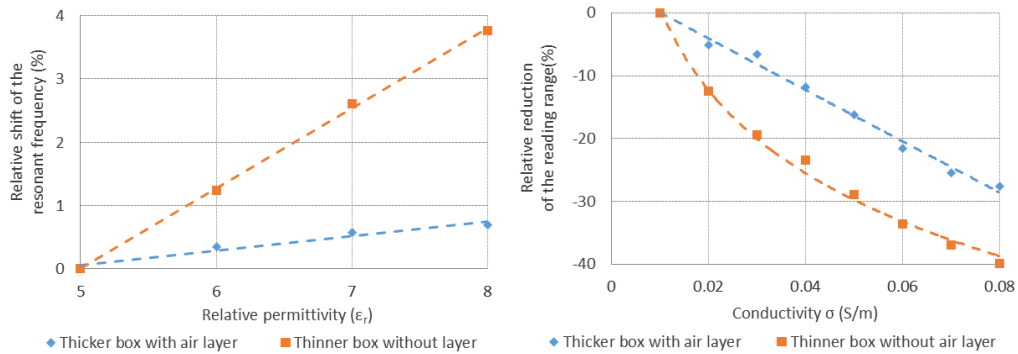 Relative shift of the
resonant frequency (%)
4
3
2
1
0
5
6
7
8
Relative permittivity (εr)
Thicker box with air layer
Thinner box without layer
Relative reduction
of the reading range(%)
0
-10
-20
-30
-40
0
0.02
0.04
0.06
0.08
Conductivity σ (S/m)
Thicker box with air layer
Thinner box without air layer